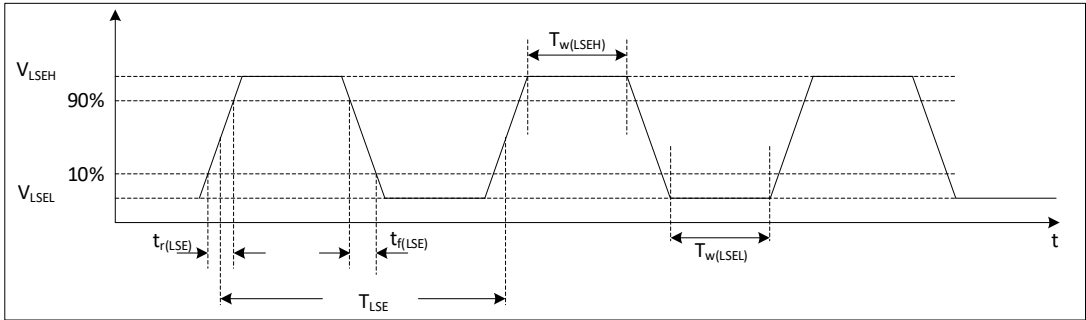 T_w(LSEH)
V_LSEH
90%
10%
V_LSEL
t_r(LSE)
t_f(LSE)
T_w(LSEL)
t
T_LSE